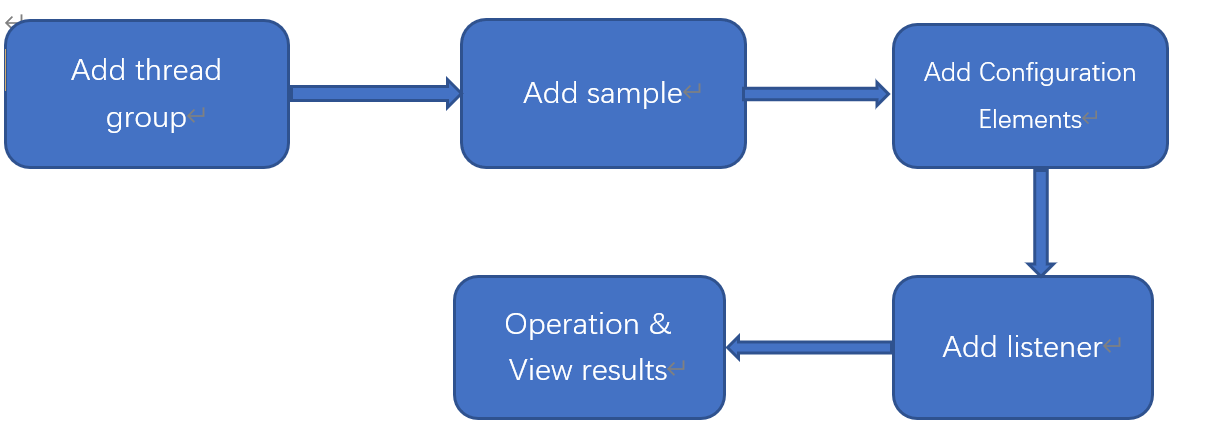 Add thread
group
Add sample
Add Configuration
Elements
Add listener
Operation &
View results